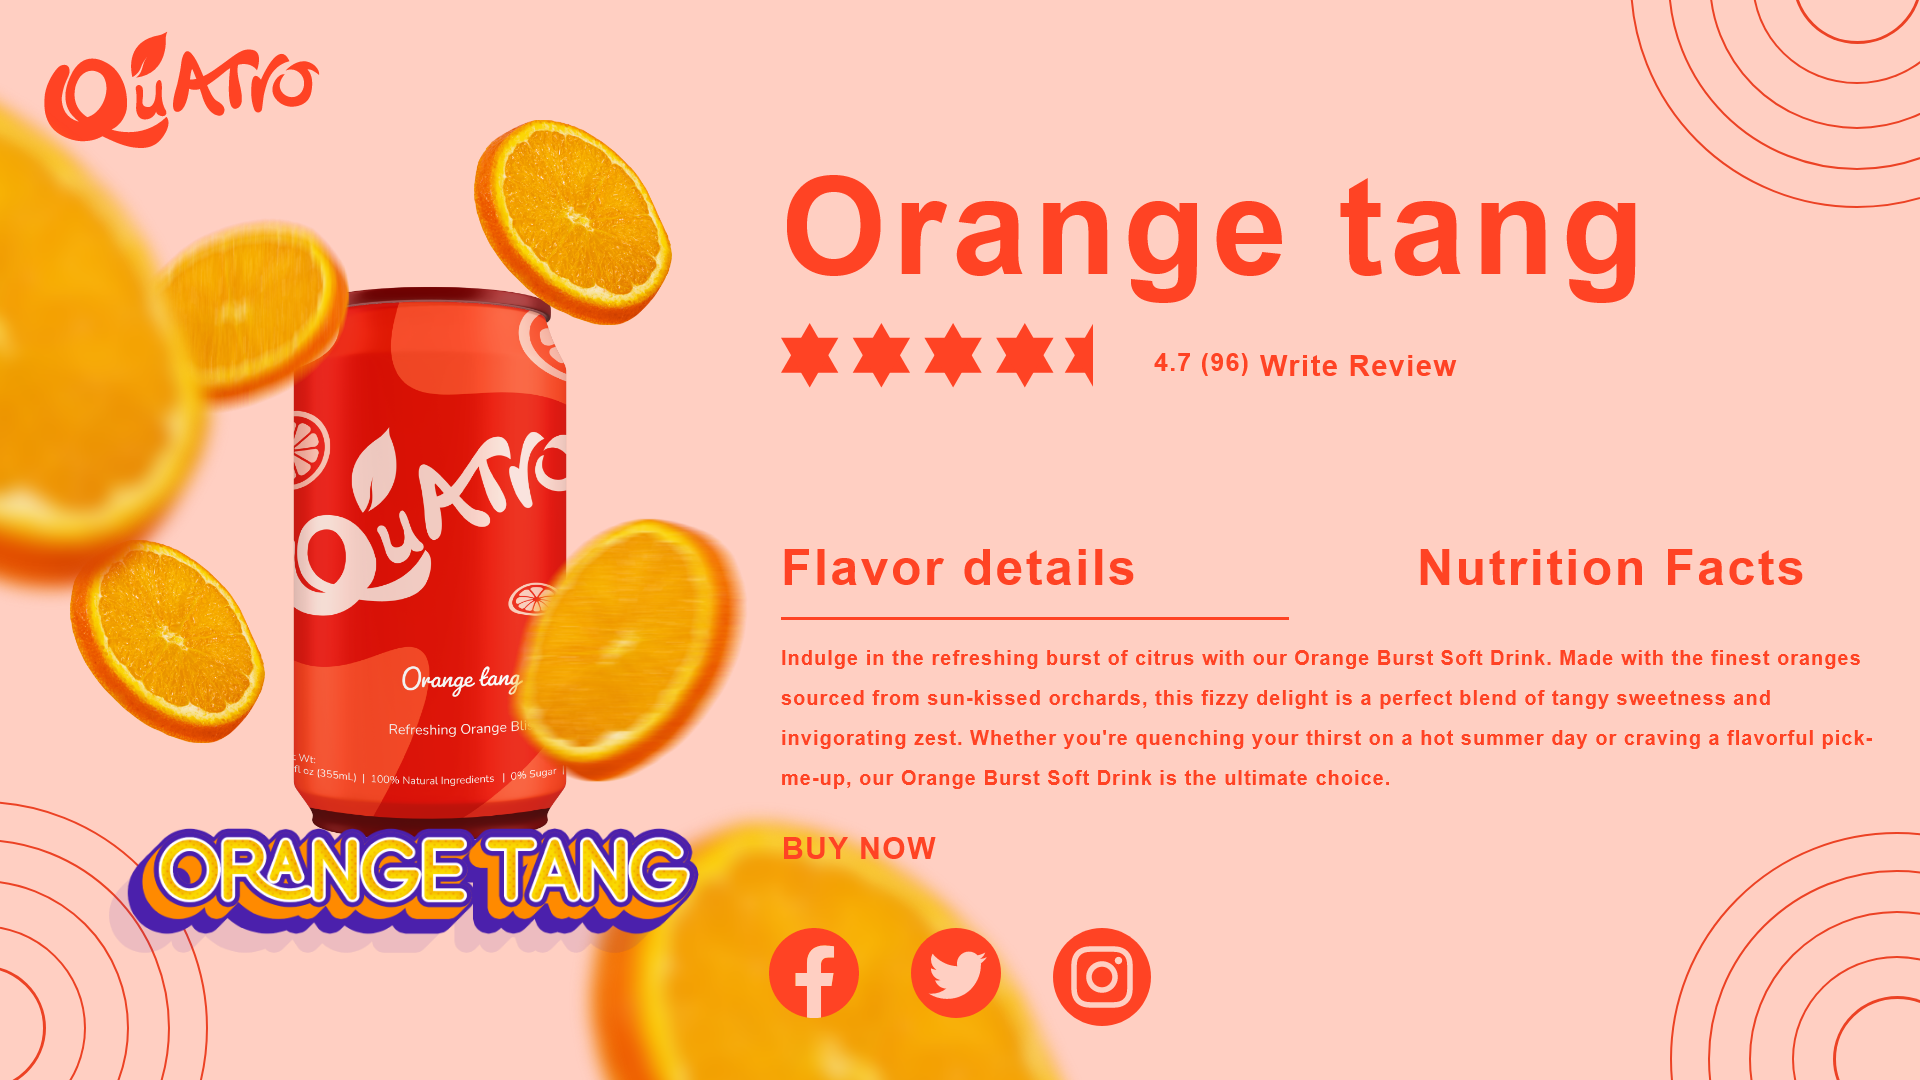 QuATrO
Orange tang
4.7 (96) Write Review
QuATrO
Orange tang
Refreshing Orange
Wt:
fl oz (355mL) | 100% Natural Ingredients | 0% Sugar |
ORANGE TANG
Flavor details
Nutrition Facts
Indulge in the refreshing burst of citrus with our Orange Burst Soft Drink. Made with the finest oranges
sourced from sun-kissed orchards, this fizzy delight is a perfect blend of tangy sweetness and
invigorating zest. Whether you're quenching your thirst on a hot summer day or craving a flavorful pick-
me-up, our Orange Burst Soft Drink is the ultimate choice.
BUY NOW